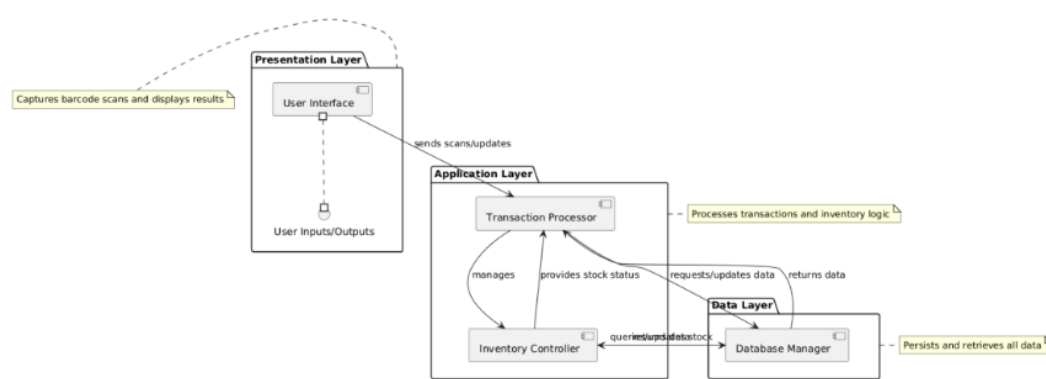 Presentation Layer
Captures barcode scans and displays results
User Interface
sends scans/updates
User Inputs/Outputs
Application Layer
Transaction Processor
Processes transactions and inventory logic
manages
provides stock status
requests/updates data
returns data
Data Layer
Inventory Controller
Database Manager
Persists and retrieves all data